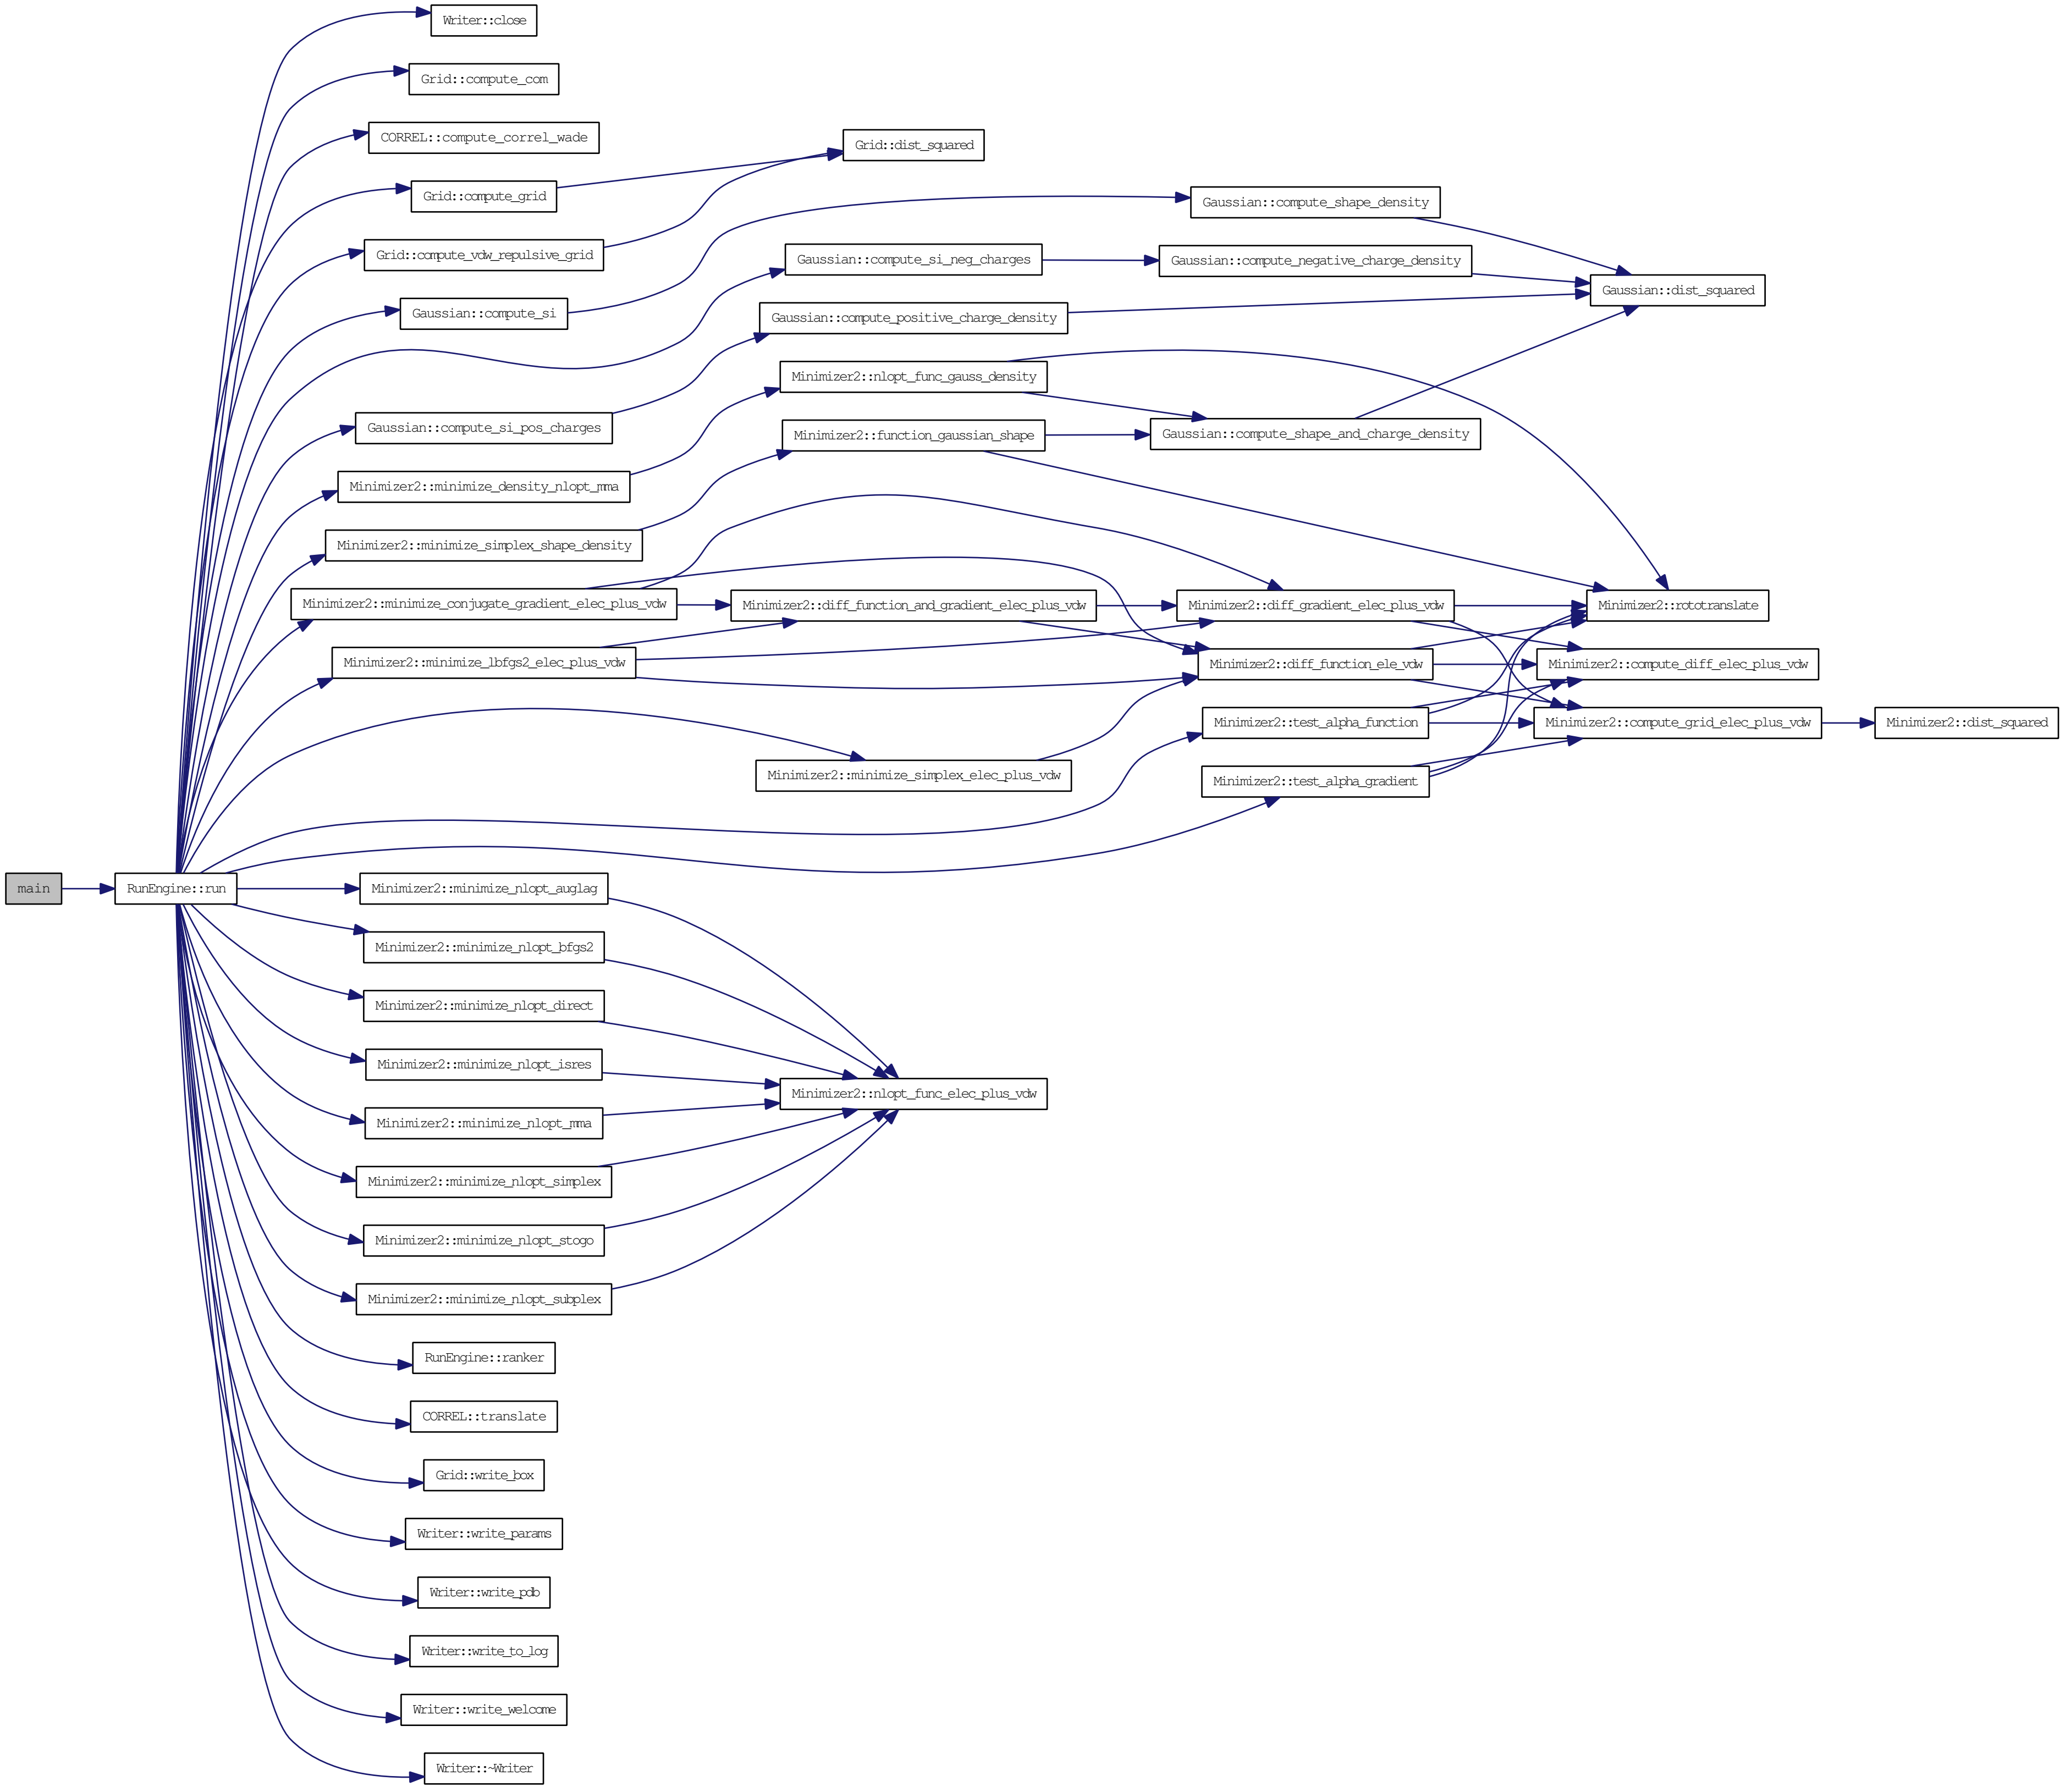 Writer::close
Grid::compute_com
CORREL::compute_correl_wade
Grid::dist_squared
Grid::compute_grid
Gaussian::compute_shape_density
Grid::compute_vdw_repulsive_grid
Gaussian::compute_si_neg_charges
Gaussian::compute_negative_charge_density
Gaussian::dist_squared
Gaussian::compute_si
Gaussian::compute_positive_charge_density
Minimizer2::nlopt_func_gauss_density
Gaussian::compute_si_pos_charges
Minimizer2::function_gaussian_shape
Gaussian::compute_shape_and_charge_density
Minimizer2::minimize_density_nlopt_mma
Minimizer2::minimize_simplex_shape_density
Minimizer2::minimize_conjugate_gradient_elec_plus_vdw
Minimizer2::diff_function_and_gradient_elec_plus_vdw
Minimizer2::diff_gradient_elec_plus_vdw
Minimizer2::rototranslate
Minimizer2::minimize_lbfgs2_elec_plus_vdw
Minimizer2::diff_function_ele_vdw
Minimizer2::compute_diff_elec_plus_vdw
Minimizer2::test_alpha_function
Minimizer2::compute_grid_elec_plus_vdw
Minimizer2::dist_squared
Minimizer2::minimize_simplex_elec_plus_vdw
Minimizer2::test_alpha_gradient
main
RunEngine::run
Minimizer2::minimize_nlopt_auglag
Minimizer2::minimize_nlopt_bfgs2
Minimizer2::minimize_nlopt_direct
Minimizer2::minimize_nlopt_isres
Minimizer2::nlopt_func_elec_plus_vdw
Minimizer2::minimize_nlopt_mma
Minimizer2::minimize_nlopt_simplex
Minimizer2::minimize_nlopt_stogo
Minimizer2::minimize_nlopt_subplex
RunEngine::ranker
CORREL::translate
Grid::write_box
Writer::write_params
Writer::write_pdb
Writer::write_to_log
Writer::write_welcome
Writer::~Writer